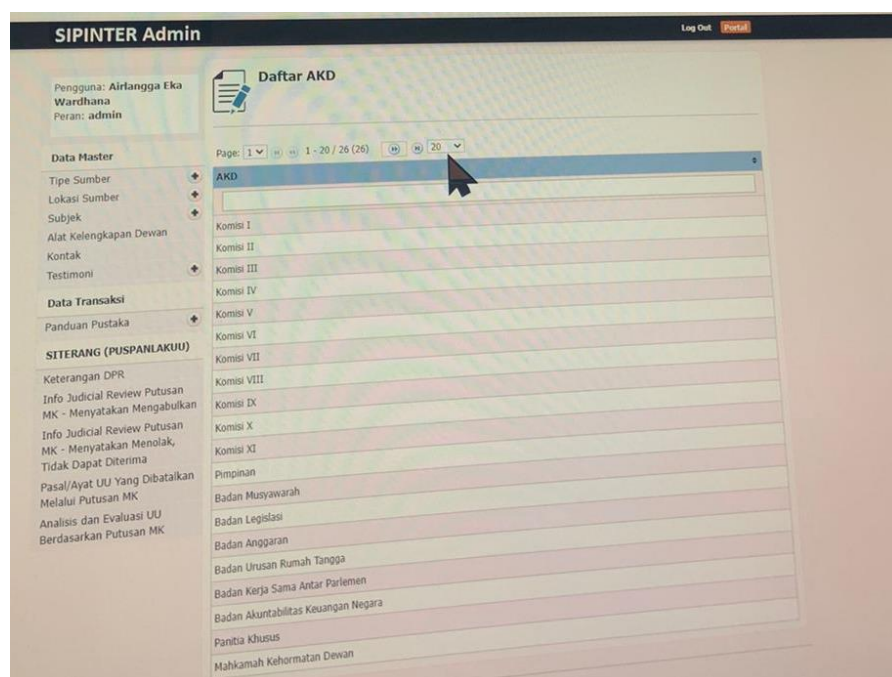 SIPINTER Admin
Log Out Portal
Pengguna: Airlangga Eka
Wardhana
Peran: admin
Daftar AKD
Data Master
Tipe Sumber
Lokasi Sumber
Subjek
Alat Kelengkapan Dewan
Kontak
Testimoni
Data Transaksi
Panduan Pustaka
SITERANG (PUSPANLAKUU)
Keterangan DPR
Info Judicial Review Putusan
MK - Menyatakan Mengabulkan
Info Judicial Review Putusan
MK - Menyatakan Menolak,
Tidak Dapat Diterima
Pasal/Ayat UU Yang Dibatalkan
Melalui Putusan MK
Analisis dan Evaluasi UU
Berdasarkan Putusan MK
Page: 1 1 - 20 / 26 (26) 20
AKD
Komisi I
Komisi II
Komisi III
Komisi IV
Komisi V
Komisi VI
Komisi VII
Komisi VIII
Komisi IX
Komisi X
Komisi XI
Pimpinan
Badan Musyawarah
Badan Legislasi
Badan Anggaran
Badan Urusan Rumah Tangga
Badan Kerja Sama Antar Parlemen
Badan Akuntabilitas Keuangan Negara
Panitia Khusus
Mahkamah Kehormatan Dewan